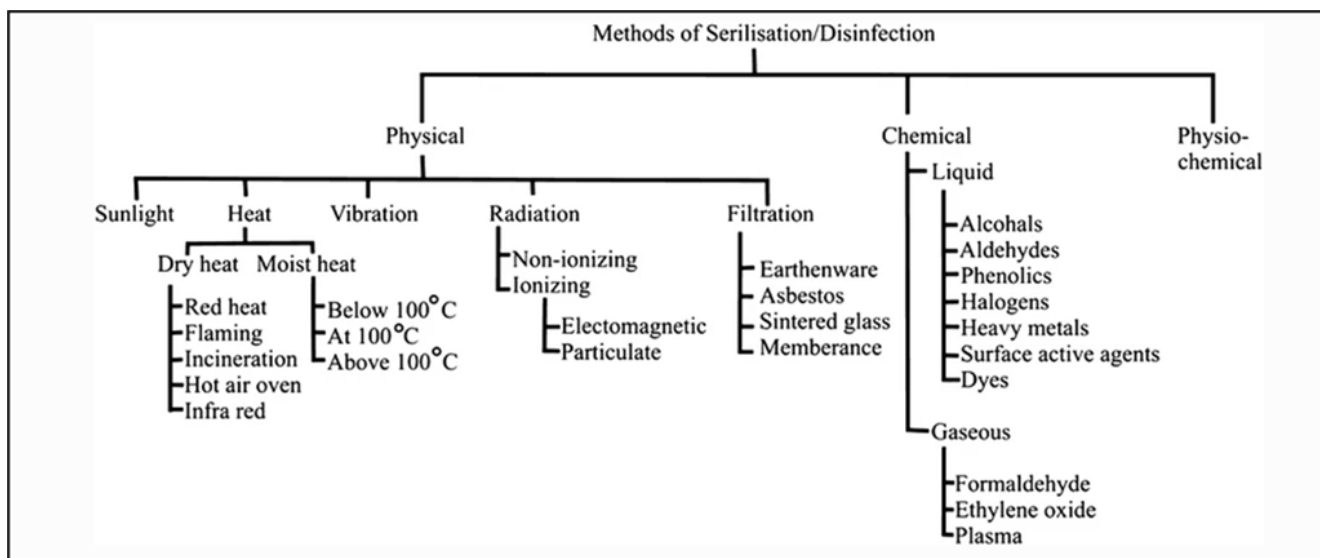 Methods of Serilisation/Disinfection
Physical
Chemical
Physio-
chemical
Sunlight
Heat
Vibration
Radiation
Filtration
Dry heat
Moist heat
Red heat
Flaming
Incineration
Hot air oven
Infra red
Below 100°C
At 100°C
Above 100°C
Non-ionizing
Ionizing
Electomagnetic
Particulate
Earthenware
Asbestos
Sintered glass
Memberance
Liquid
Alcohals
Aldehydes
Phenolics
Halogens
Heavy metals
Surface active agents
Dyes
Gaseous
Formaldehyde
Ethylene oxide
Plasma